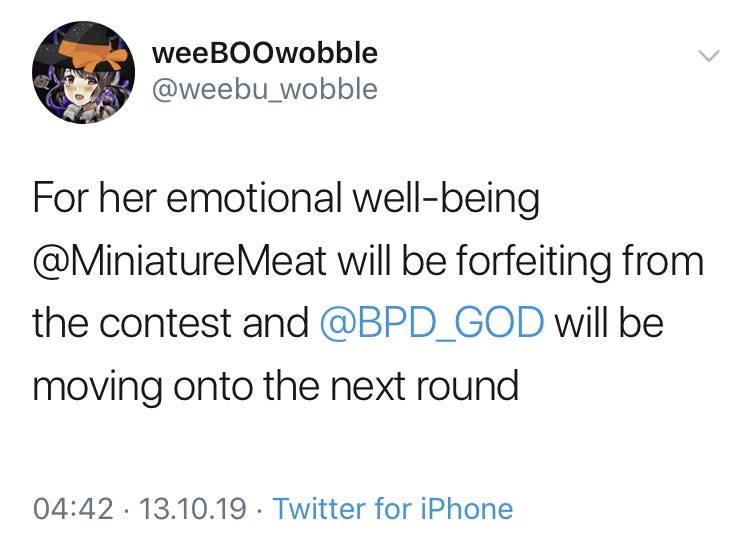 weeBOOwobble
@weebu_wobble
For her emotional well-being
@MiniatureMeat will be forfeiting from
the contest and @BPD_GOD will be
moving onto the next round
04:42 · 13.10.19 · Twitter for iPhone